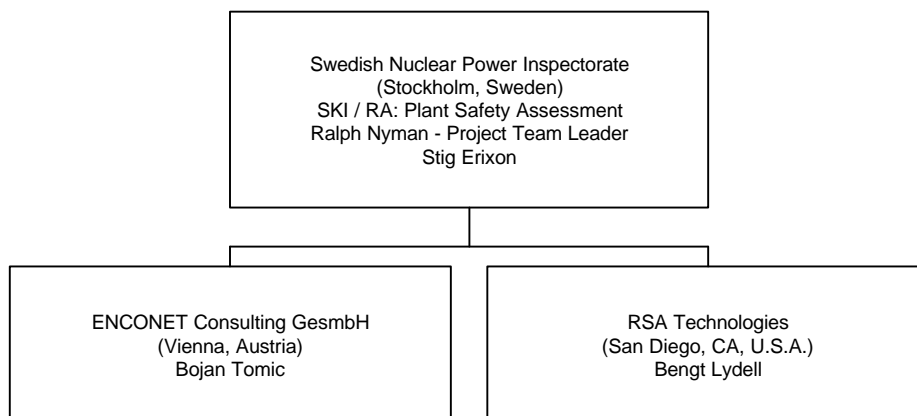 Swedish Nuclear Power Inspectorate
(Stockholm, Sweden)
SKI / RA: Plant Safety Assessment
Ralph Nyman - Project Team Leader
Stig Erixon
ENCONET Consulting GesmbH
(Vienna, Austria)
Bojan Tomic
RSA Technologies
(San Diego, CA, U.S.A.)
Bengt Lydell